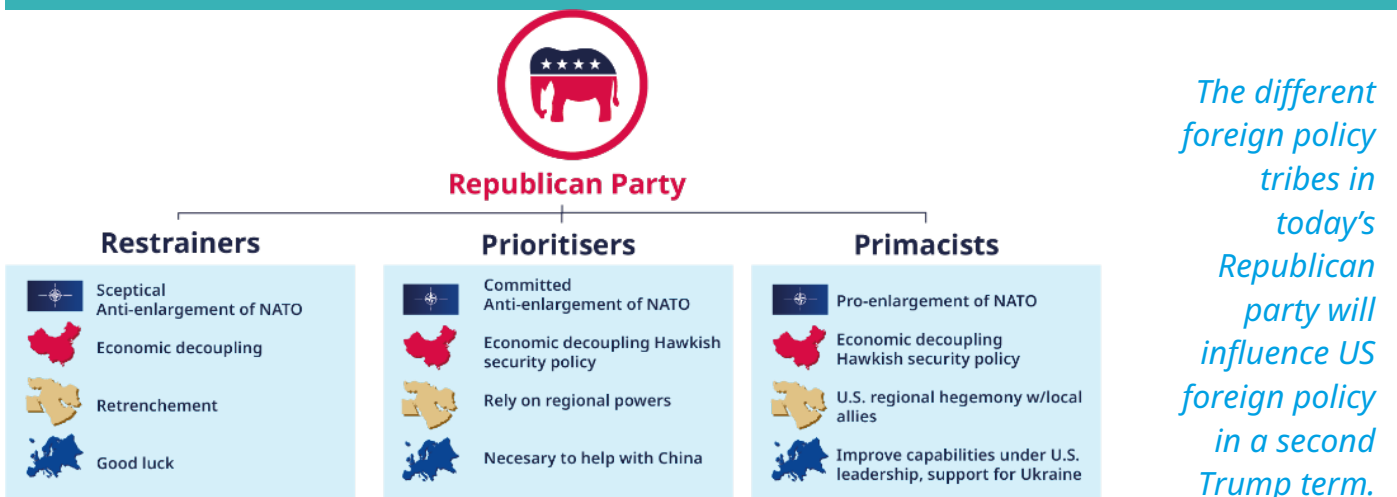 Republican Party
Restrainers
Sceptical
Anti-enlargement of NATO
Economic decoupling
Retrenchement
Good luck
Prioritisers
Committed
Anti-enlargement of NATO
Economic decoupling Hawkish
security policy
Rely on regional powers
Necesary to help with China
Primacists
Pro-enlargement of NATO
Economic decoupling
Hawkish security policy
U.S. regional hegemony w/local
allies
Improve capabilities under U.S.
leadership, support for Ukraine
The different
foreign policy
tribes in
today’s
Republican
party will
influence US
foreign policy
in a second
Trump term.